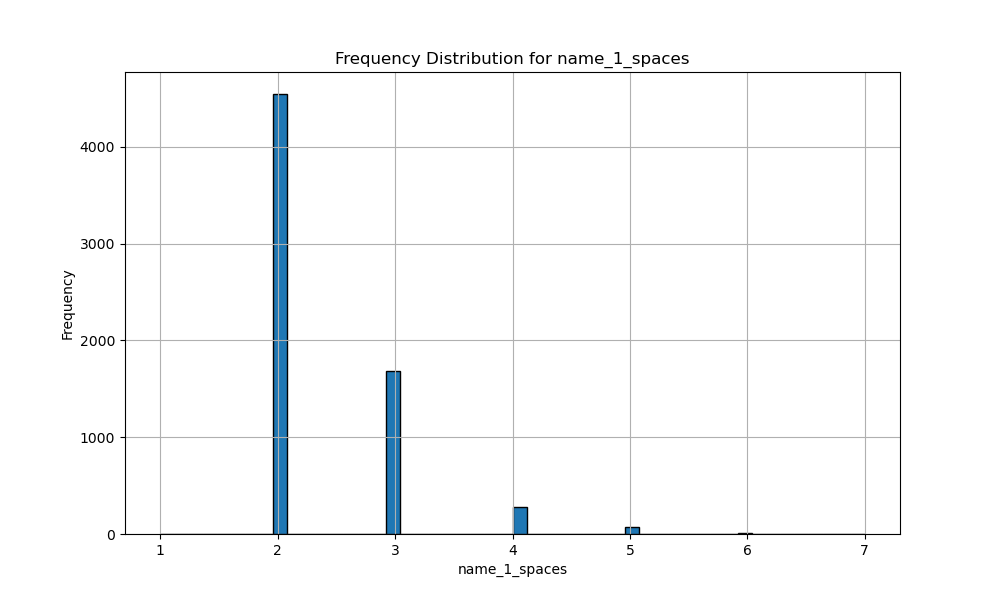 Frequency Distribution for name_1_spaces
4000
3000
2000
1000
0
Frequency
1 2 3 4 5 6 7
name_1_spaces